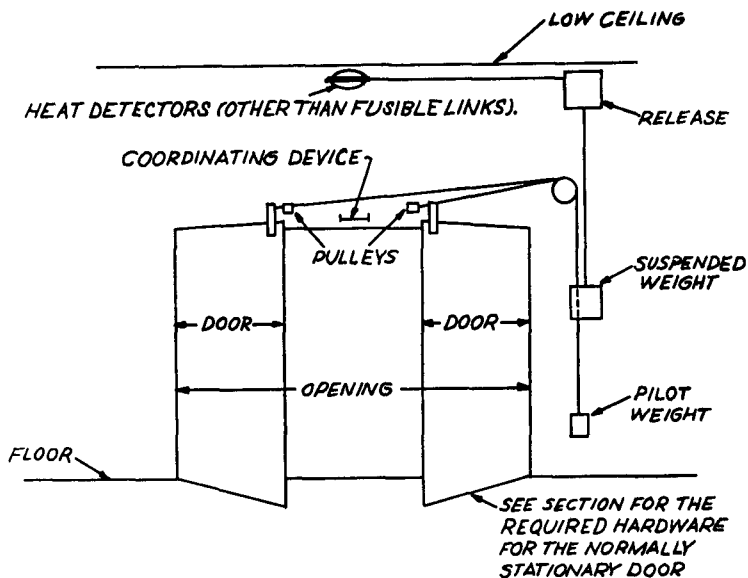 LOW CEILING
HEAT DETECTORS (OTHER THAN FUSIBLE LINKS).
RELEASE
COORDINATING DEVICE
PULLEYS
SUSPENDED
WEIGHT
DOOR
DOOR
OPENING
PILOT
WEIGHT
FLOOR
SEE SECTION FOR THE
REQUIRED HARDWARE
FOR THE NORMALLY
STATIONARY DOOR